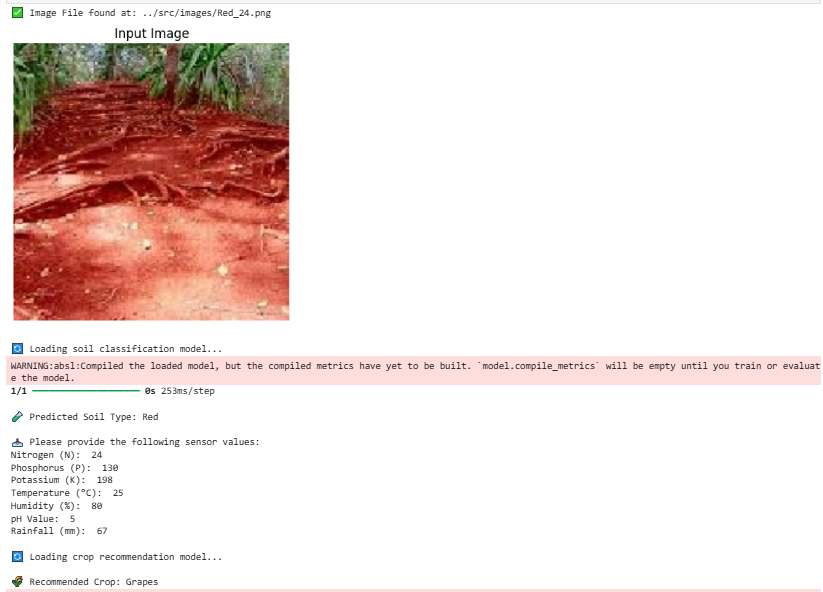 ✅ Image File found at: ../src/images/Red_24.png
Input Image
🔄 Loading soil classification model...
WARNING:absl:Compiled the loaded model, but the compiled metrics have yet to be built. `model.compile_metrics` will be empty until you train or evaluat
e the model.
1/1 ━━━━━━━━━━━━━━━━━━━━ 0s 253ms/step
🧪 Predicted Soil Type: Red
📥 Please provide the following sensor values:
Nitrogen (N):  24
Phosphorus (P):  130
Potassium (K):  198
Temperature (°C):  25
Humidity (%):  80
pH Value:  5
Rainfall (mm):  67
🔄 Loading crop recommendation model...
🌾 Recommended Crop: Grapes